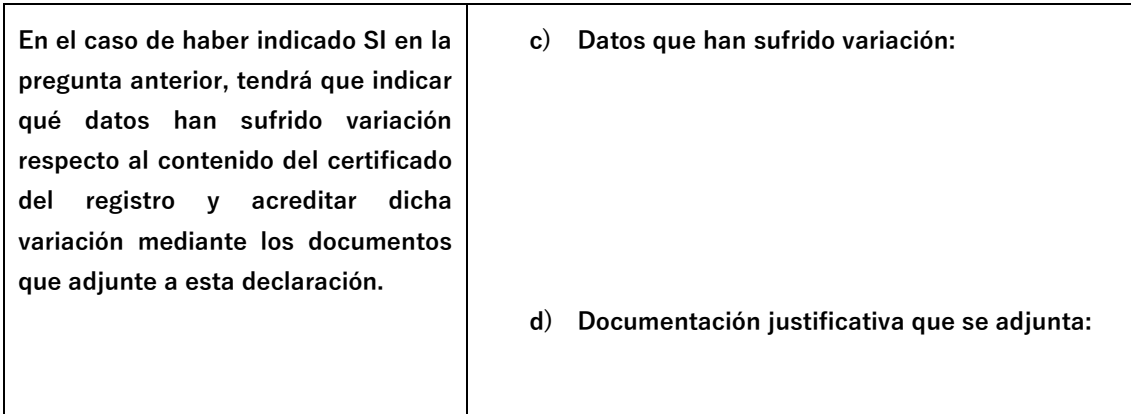 En el caso de haber indicado SI en la
pregunta anterior, tendrá que indicar
qué datos han sufrido variación
respecto al contenido del certificado
del registro y acreditar dicha
variación mediante los documentos
que adjunte a esta declaración.
c) Datos que han sufrido variación:
d) Documentación justificativa que se adjunta: